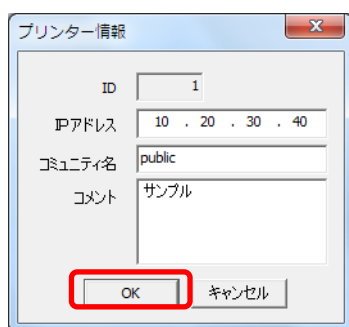 プリンター情報
ID 1
IPアドレス 10 . 20 . 30 . 40
コミュニティ名 public
コメント サンプル
OK キャンセル